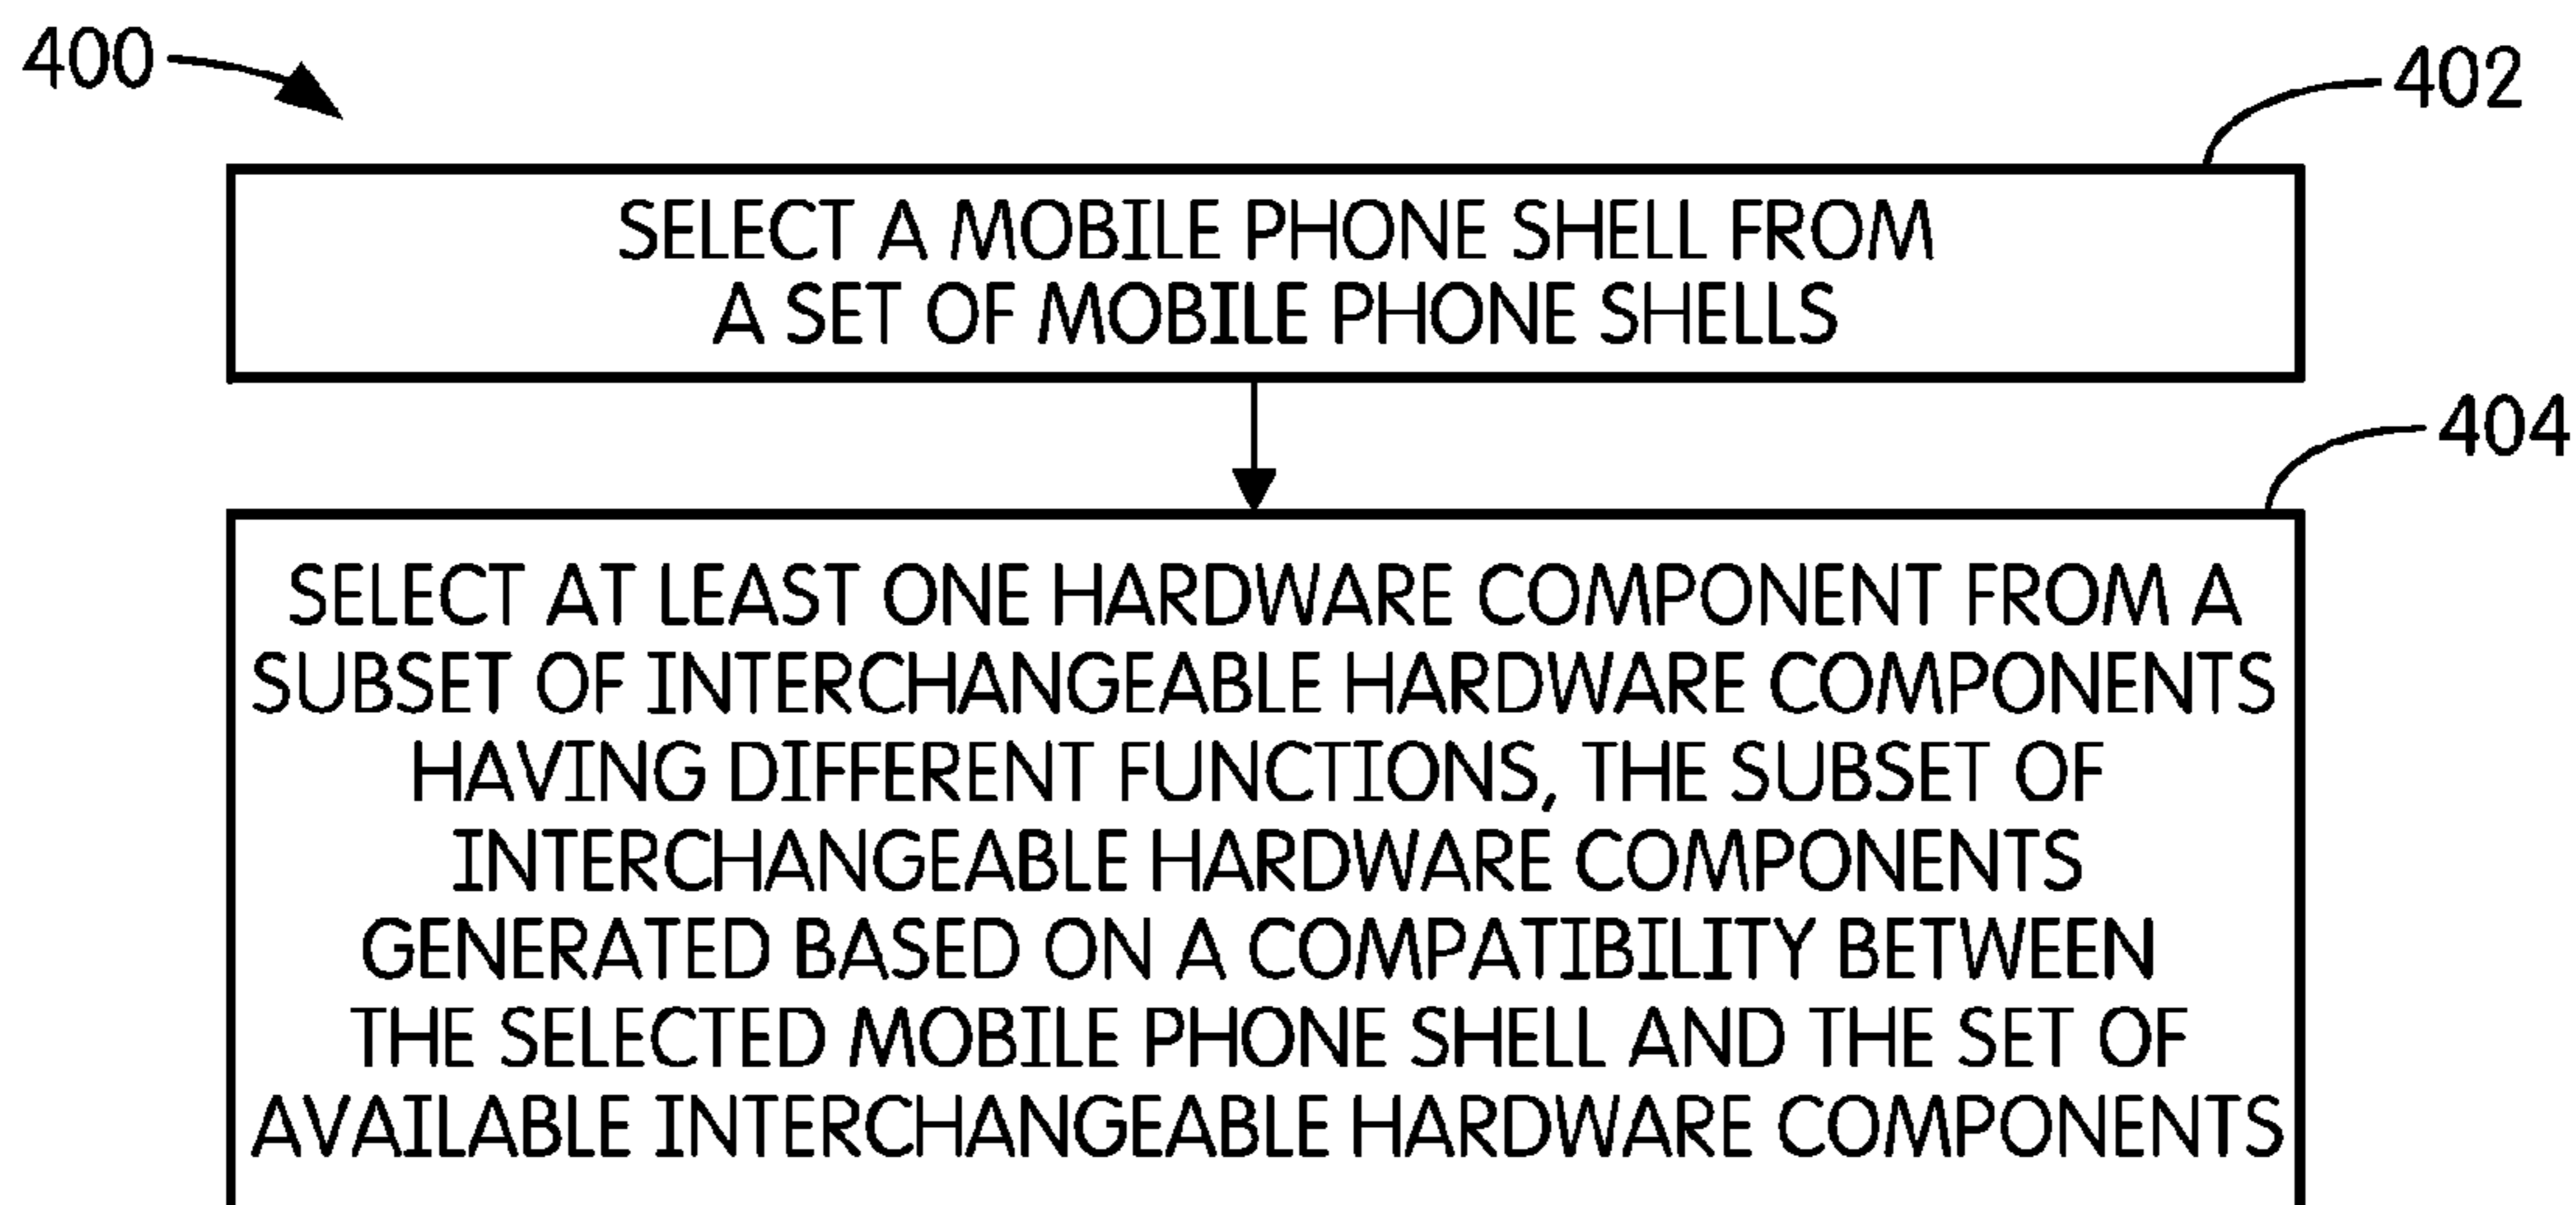 400
402
SELECT A MOBILE PHONE SHELL FROM
A SET OF MOBILE PHONE SHELLS
404
SELECT AT LEAST ONE HARDWARE COMPONENT FROM A
SUBSET OF INTERCHANGEABLE HARDWARE COMPONENTS
HAVING DIFFERENT FUNCTIONS, THE SUBSET OF
INTERCHANGEABLE HARDWARE COMPONENTS
GENERATED BASED ON A COMPATIBILITY BETWEEN
THE SELECTED MOBILE PHONE SHELL AND THE SET OF
AVAILABLE INTERCHANGEABLE HARDWARE COMPONENTS